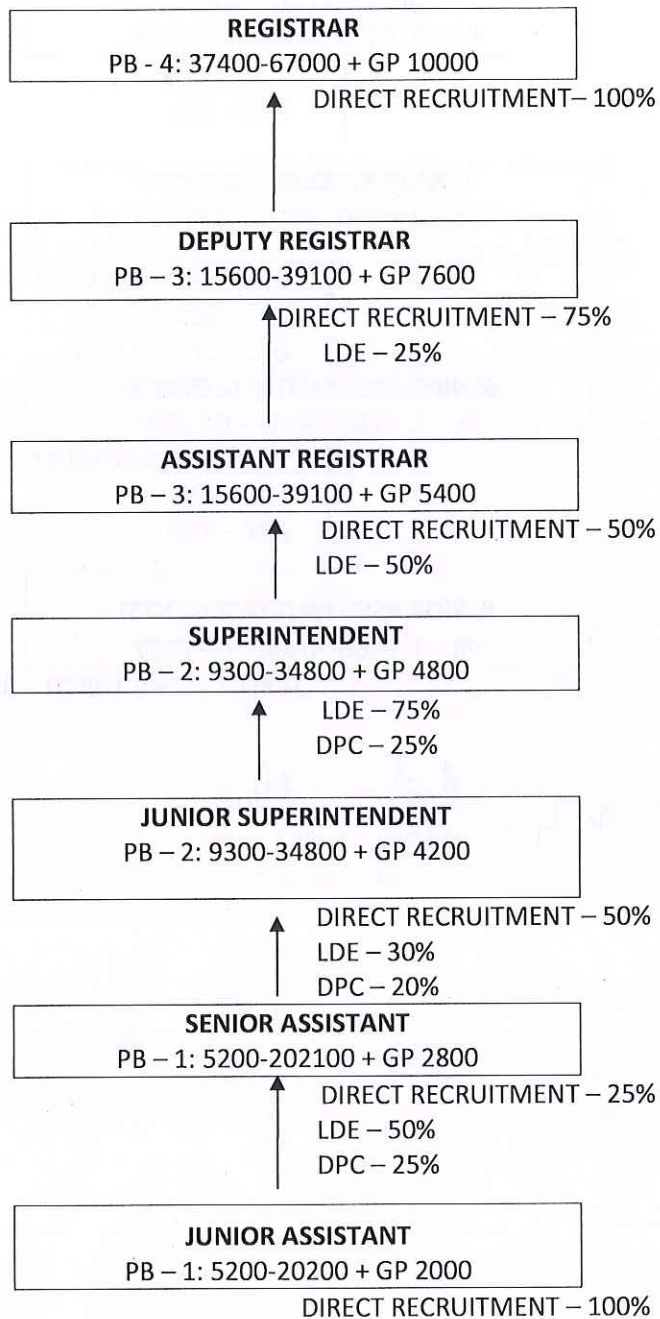 REGISTRAR
PB - 4: 37400-67000 + GP 10000
DIRECT RECRUITMENT– 100%
DEPUTY REGISTRAR
PB – 3: 15600-39100 + GP 7600
DIRECT RECRUITMENT – 75%
LDE – 25%
ASSISTANT REGISTRAR
PB – 3: 15600-39100 + GP 5400
DIRECT RECRUITMENT – 50%
LDE – 50%
SUPERINTENDENT
PB – 2: 9300-34800 + GP 4800
LDE – 75%
DPC – 25%
JUNIOR SUPERINTENDENT
PB – 2: 9300-34800 + GP 4200
DIRECT RECRUITMENT – 50%
LDE – 30%
DPC – 20%
SENIOR ASSISTANT
PB – 1: 5200-202100 + GP 2800
DIRECT RECRUITMENT – 25%
LDE – 50%
DPC – 25%
JUNIOR ASSISTANT
PB – 1: 5200-20200 + GP 2000
DIRECT RECRUITMENT – 100%